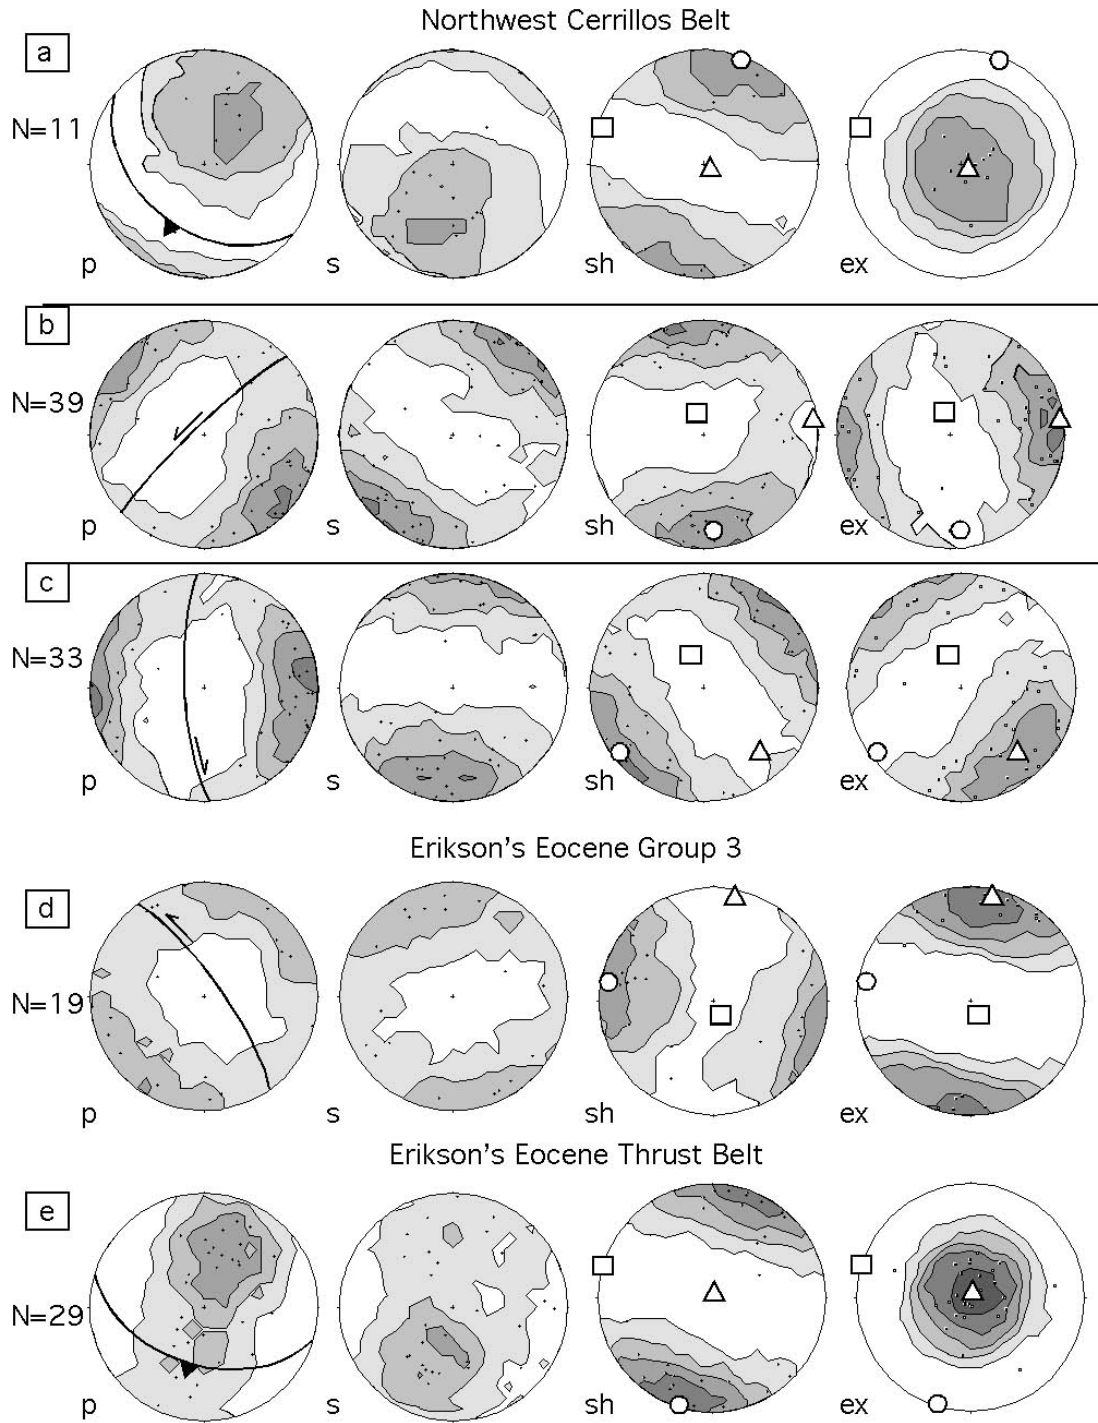 Northwest Cerrillos Belt
a
N=11
p s sh ex
b
N=39
p s sh ex
c
N=33
p s sh ex
Erikson's Eocene Group 3
d
N=19
p s sh ex
Erikson's Eocene Thrust Belt
e
N=29
p s sh ex